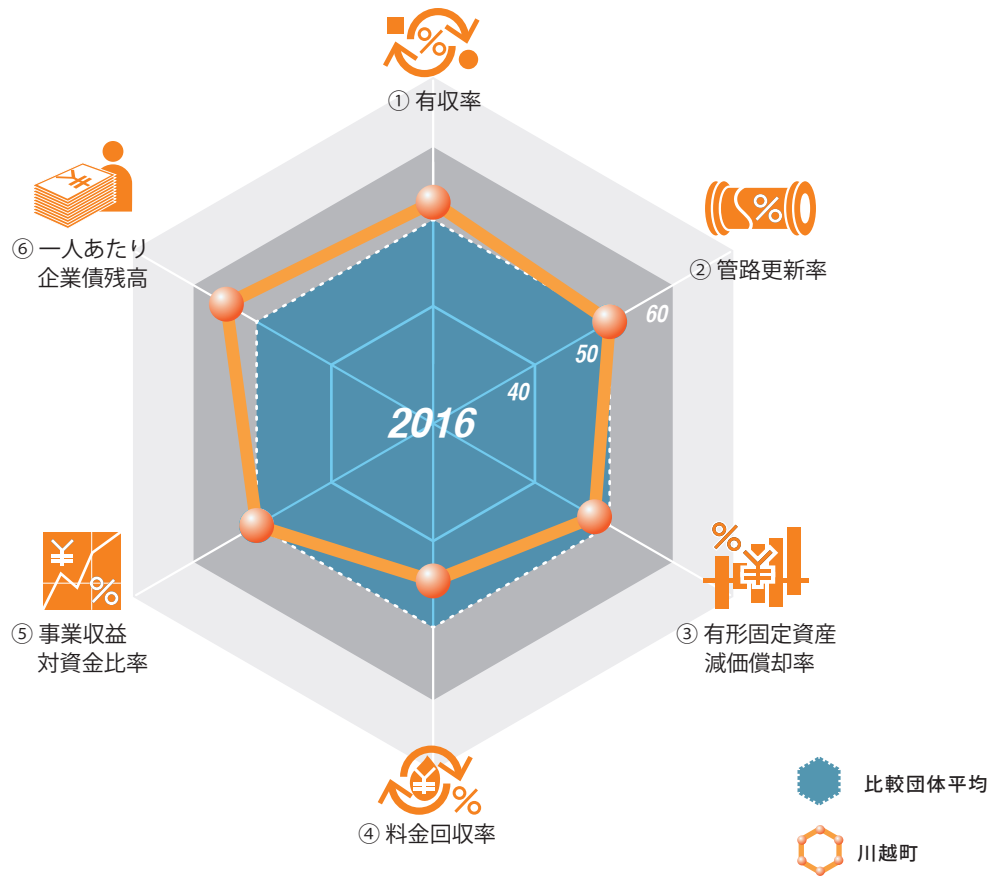 ① 有収率
② 管路更新率
⑥ 一人あたり
企業債残高
60
50
40
2016
⑤ 事業収益
対資金比率
③ 有形固定資産
減価償却率
④ 料金回収率
比較団体平均
川越町
%
¥
%
%
¥
¥
%
¥
%